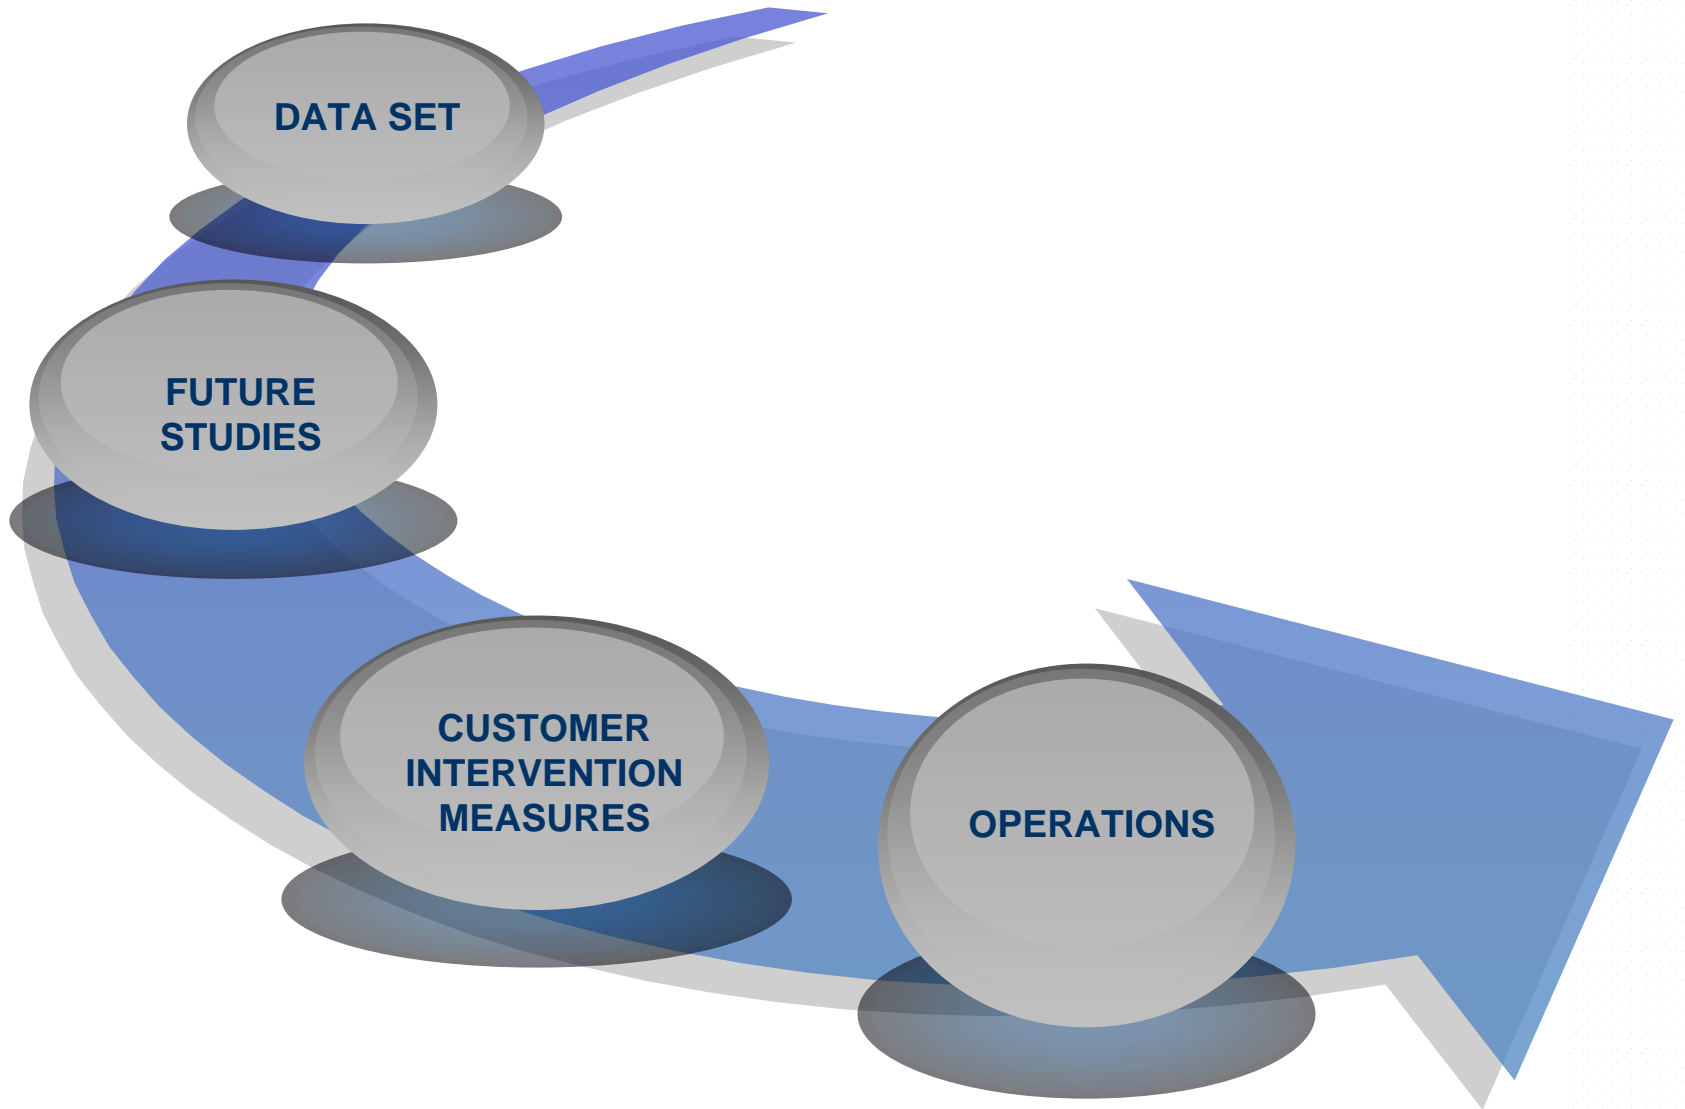 DATA SET
FUTURE
STUDIES
CUSTOMER
INTERVENTION
MEASURES
OPERATIONS